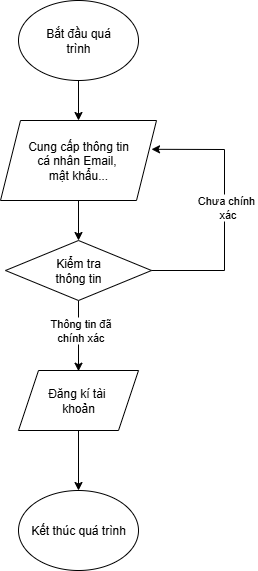 Bắt đầu quá
trình
Cung cấp thông tin
cá nhân Email,
mật khẩu...
Chưa chính
xác
Kiểm tra
thông tin
Thông tin đã
chính xác
Đăng kí tài
khoản
Kết thúc quá trình